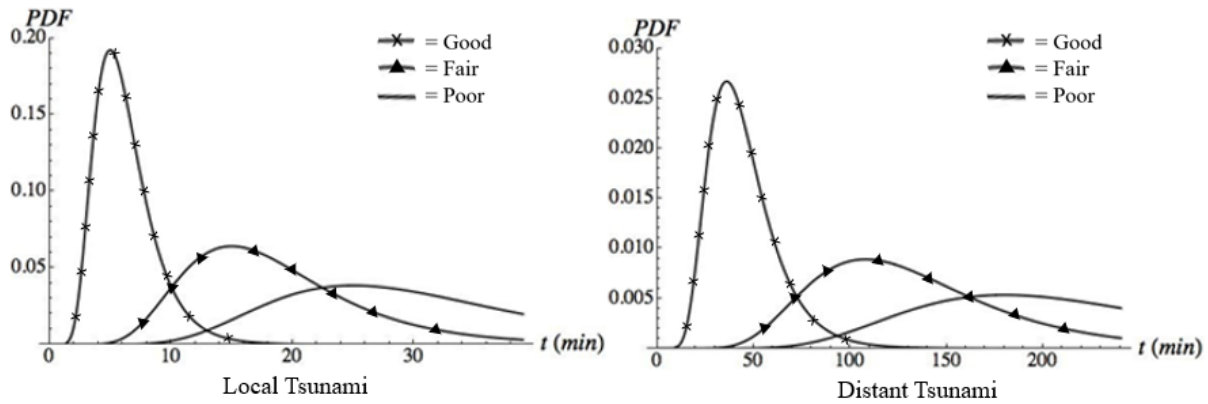 PDF
0.20
0.15
0.10
0.05
0 10 20 30 t (min)
= Good
= Fair
= Poor
Local Tsunami
PDF
0.030
0.025
0.020
0.015
0.010
0.005
0 50 100 150 200 t (min)
= Good
= Fair
= Poor
Distant Tsunami